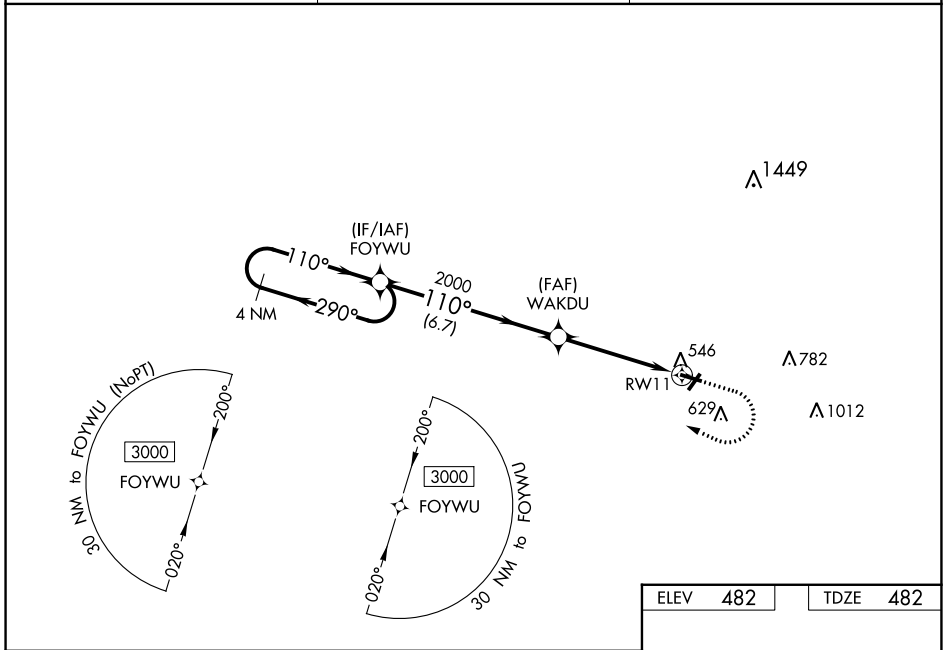 1449
(IF/IAF)
FOYWU
110°
290°
4 NM
2000
110°
(6.7)
(FAF)
WAKDU
546
782
RW11
629
1012
30 NM to FOYWU (NoPT)
200°
3000
FOYWU
020°
200°
3000
FOYWU
020°
30 NM to FOYWU
ELEV 482
TDZE 482